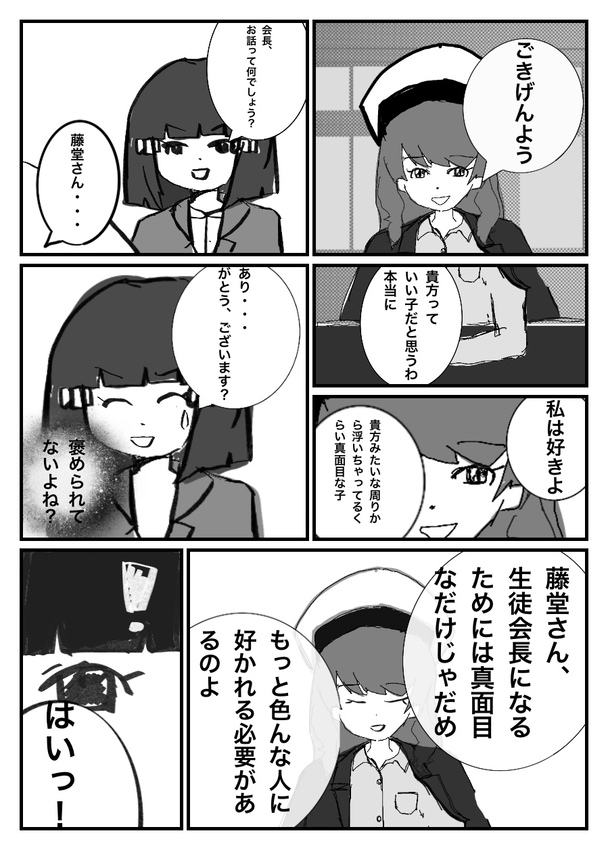 ごきげんよう
会長、
お話って何でしょう?
藤堂さん・・・
貴方って
いい子だと思うわ
本当に
あり・・・
がとう、ございます?
褒められて
ないよね?
私は好きよ
貴方みたいな周りか
ら浮いちゃってるく
らい真面目な子
藤堂さん、
生徒会長になる
ためには真面目
なだけじゃだめ
もっと色んな人に
好かれる必要があ
るのよ
!
はいっ!